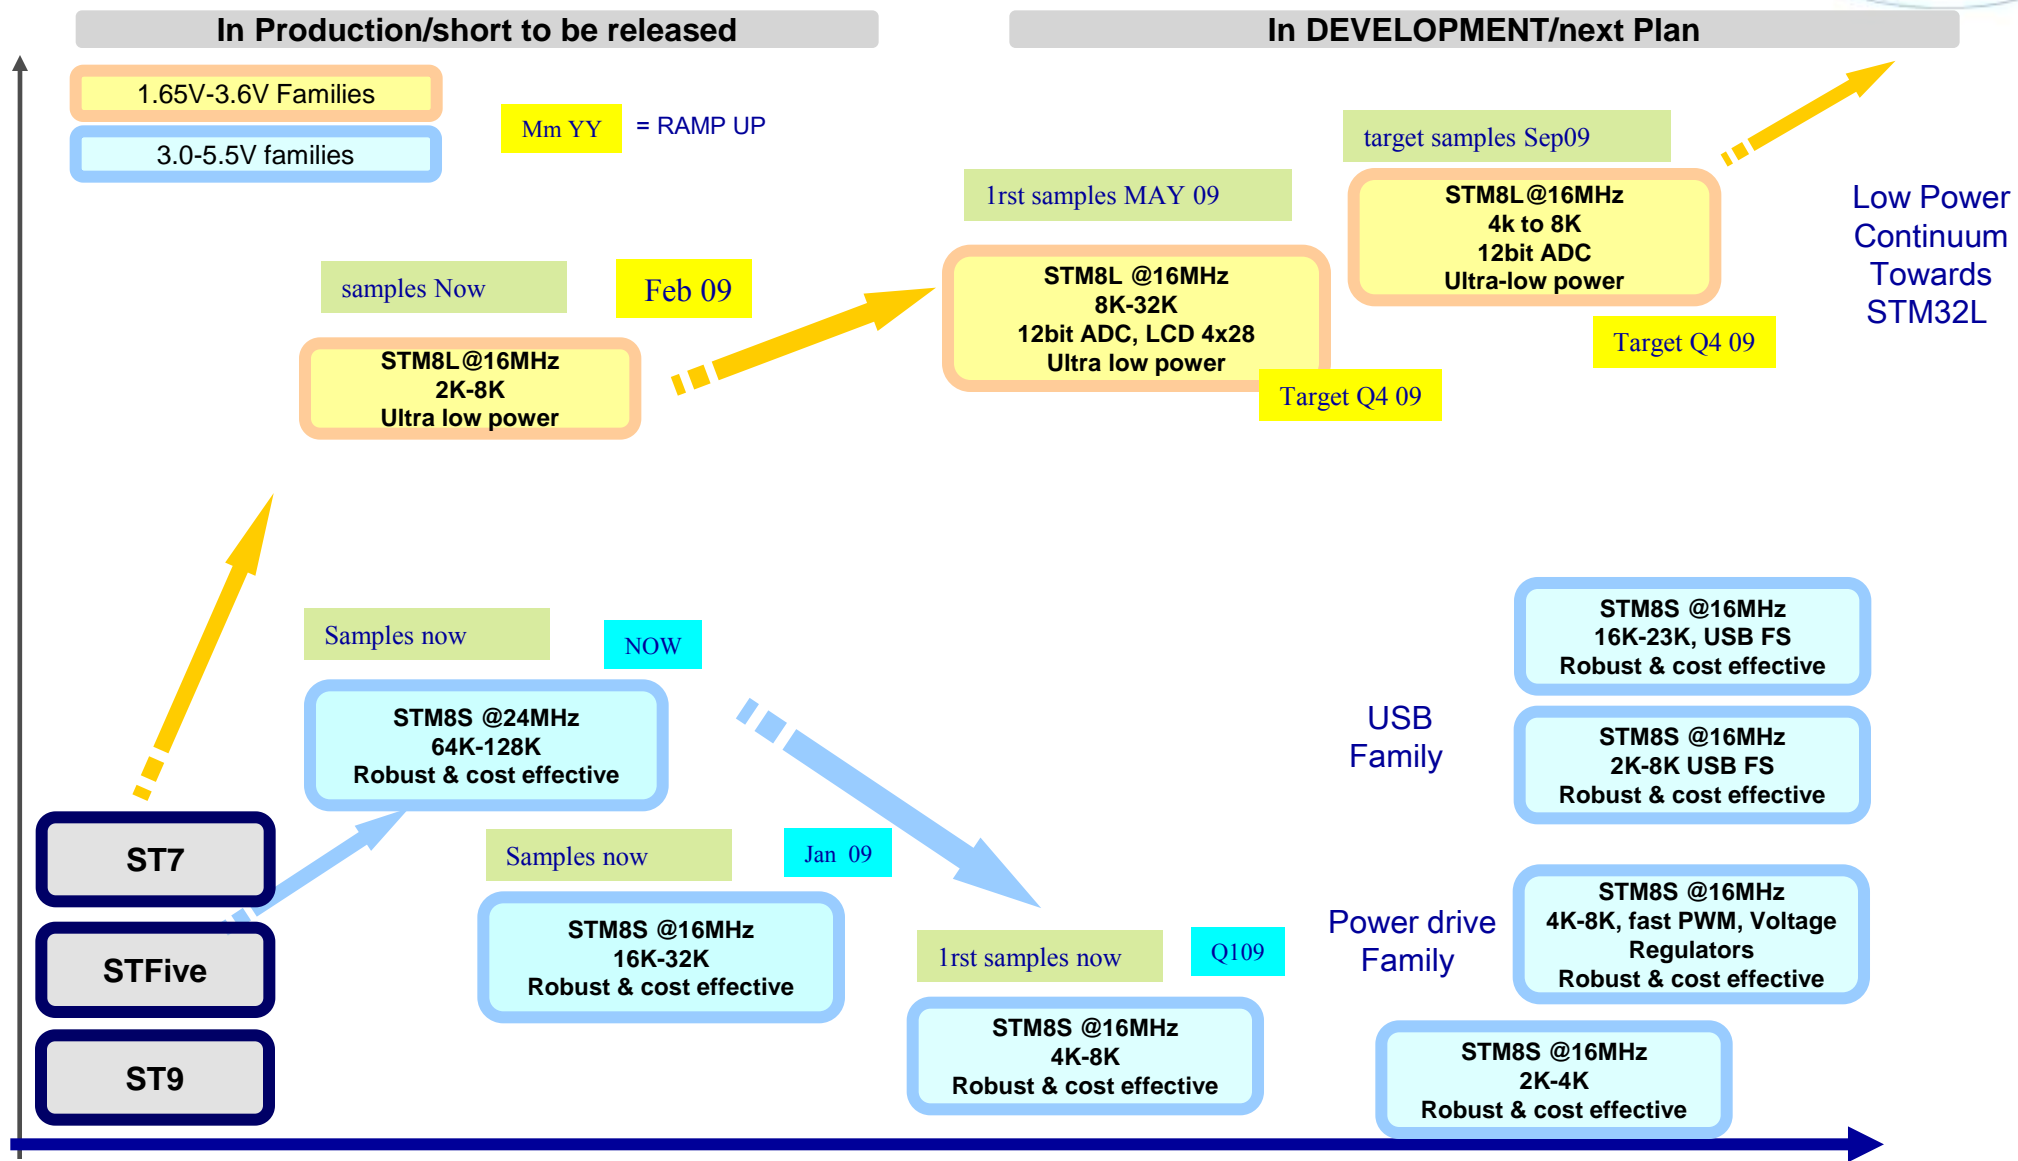 In Production/short to be released
In DEVELOPMENT/next Plan
1.65V-3.6V Families
3.0-5.5V families
Mm YY
= RAMP UP
target samples Sep09
STM8L@16MHz
4k to 8K
12bit ADC
Ultra-low power
Target Q4 09
Low Power
Continuum
Towards
STM32L
1rst samples MAY 09
STM8L @16MHz
8K-32K
12bit ADC, LCD 4x28
Ultra low power
Target Q4 09
samples Now
Feb 09
STM8L@16MHz
2K-8K
Ultra low power
Samples now
NOW
STM8S @24MHz
64K-128K
Robust & cost effective
Samples now
Jan 09
STM8S @16MHz
16K-32K
Robust & cost effective
1rst samples now
Q109
STM8S @16MHz
4K-8K
Robust & cost effective
USB
Family
STM8S @16MHz
16K-23K, USB FS
Robust & cost effective
STM8S @16MHz
2K-8K USB FS
Robust & cost effective
Power drive
Family
STM8S @16MHz
4K-8K, fast PWM, Voltage
Regulators
Robust & cost effective
STM8S @16MHz
2K-4K
Robust & cost effective
ST7
STFive
ST9